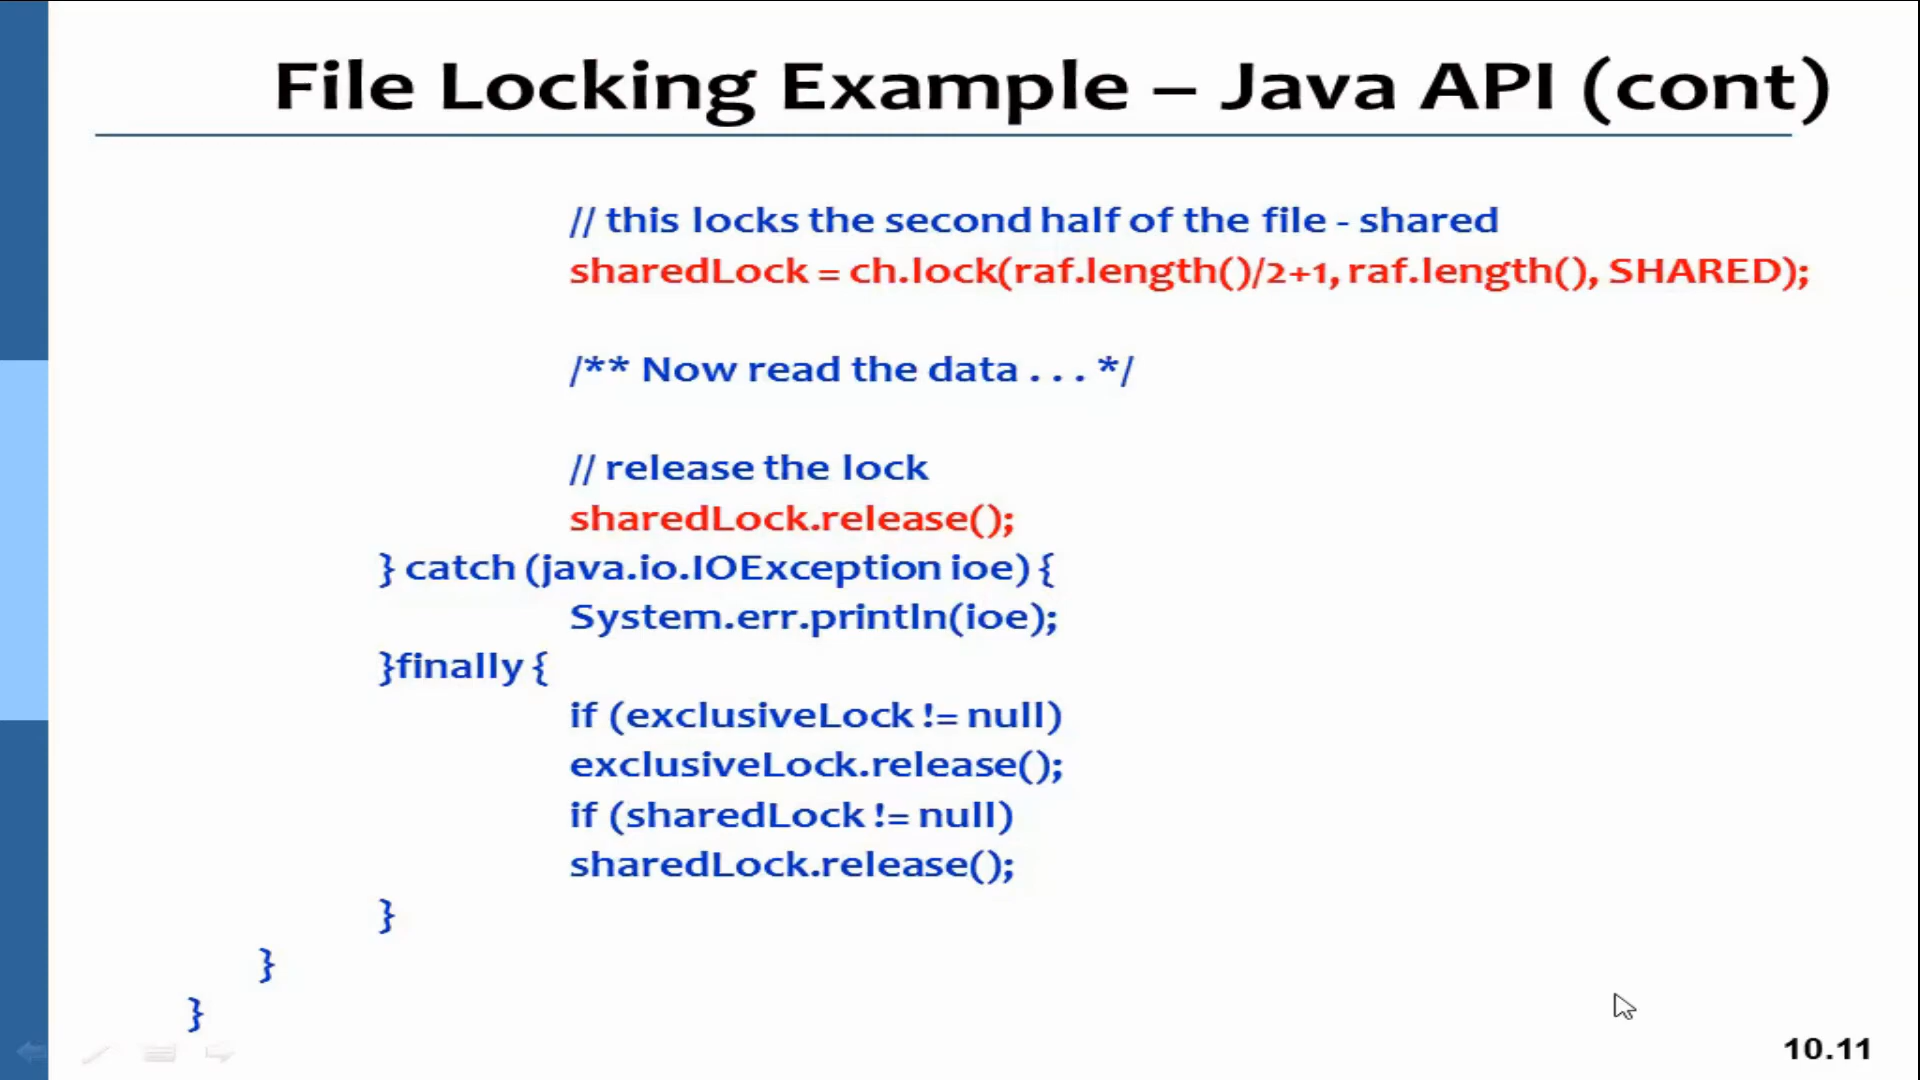 File Locking Example – Java API (cont)
// this locks the second half of the file - shared
sharedLock = ch.lock(raf.length()/2+1, raf.length(), SHARED);
/** Now read the data . . . */
// release the lock
sharedLock.release();
} catch (java.io.IOException ioe) {
System.err.println(ioe);
}finally {
if (exclusiveLock != null)
exclusiveLock.release();
if (sharedLock != null)
sharedLock.release();
}
}
}
10.11